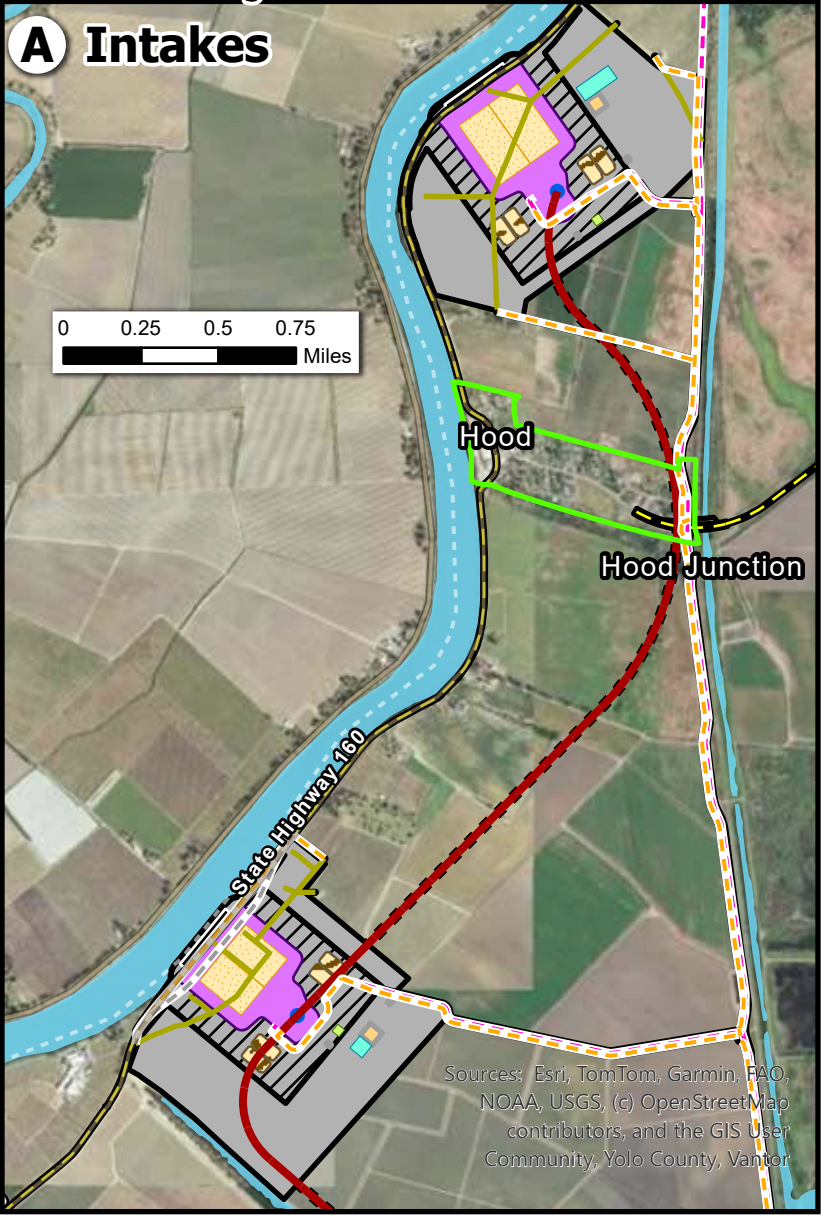 A Intakes
0 0.25 0.5 0.75
Miles
Hood
Hood Junction
State Highway 160
Sources: Esri, TomTom, Garmin, FAO,
NOAA, USGS, (c) OpenStreetMap
contributors, and the GIS User
Community, Yolo County, Vantor